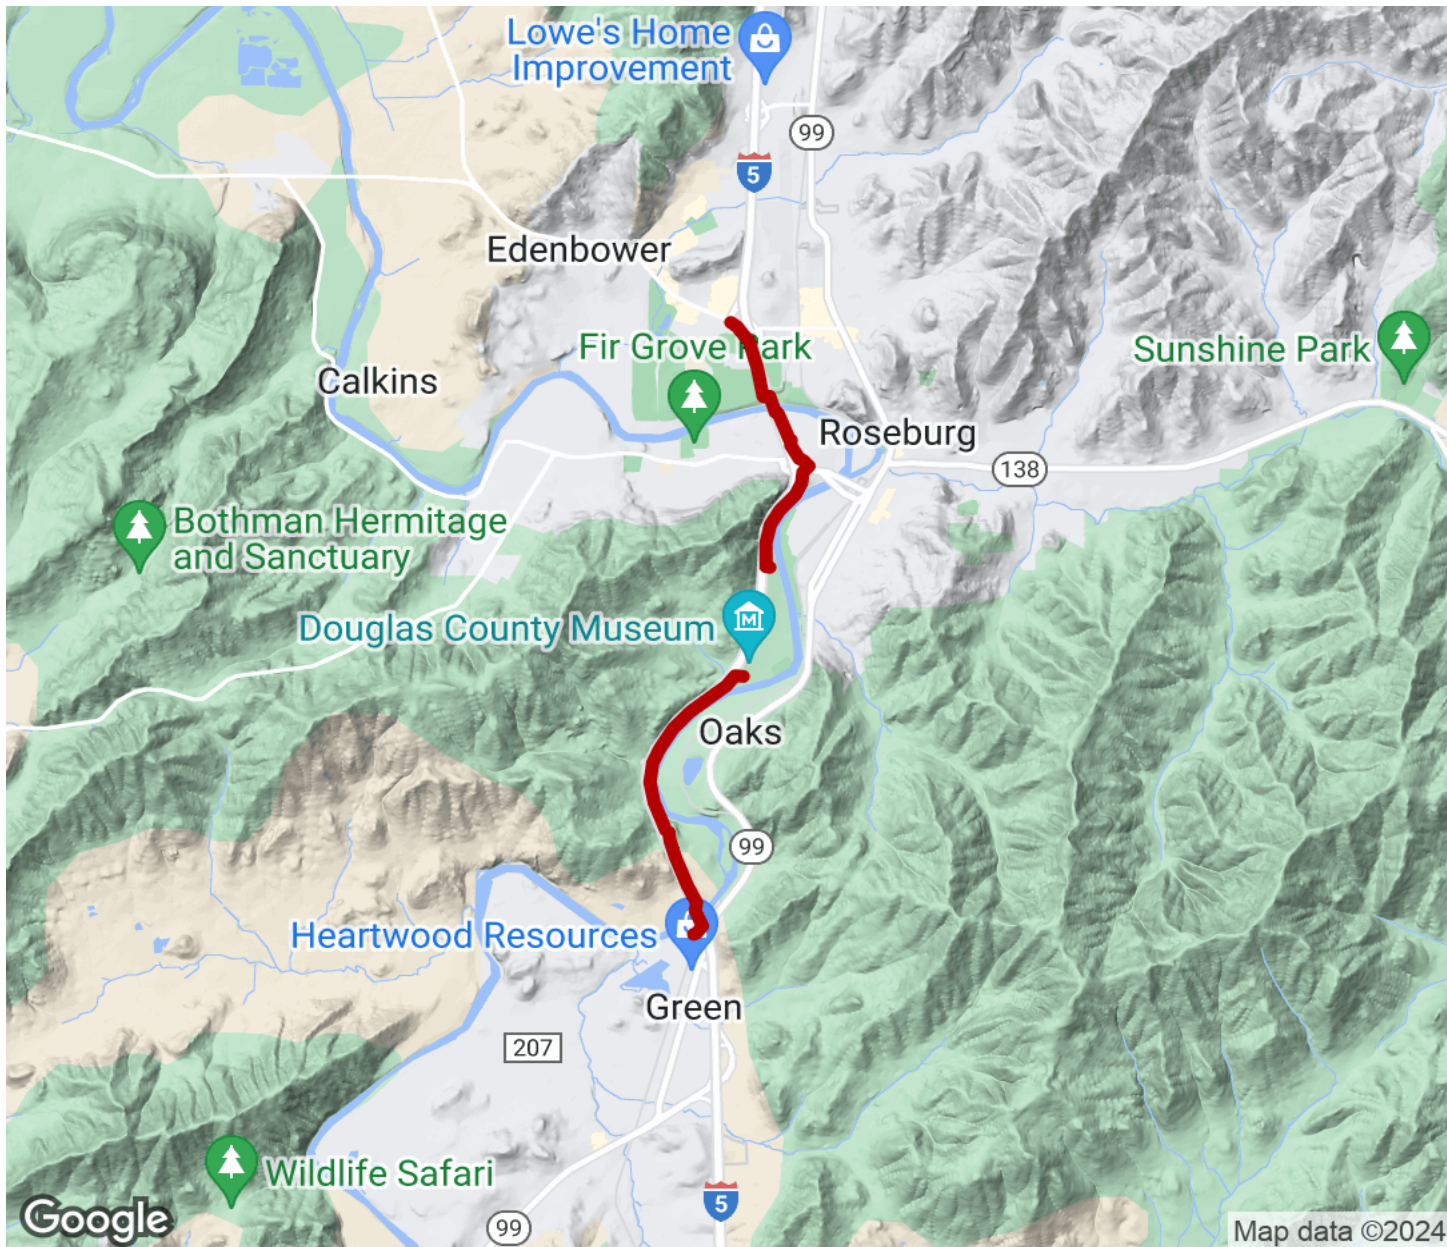 Lowe's Home
Improvement
99
5
Edenbower
Fir Grove Park
Sunshine Park
Calkins
Roseburg
138
Bothman Hermitage
and Sanctuary
Douglas County Museum
M
Oaks
99
Heartwood Resources
Green
207
Wildlife Safari
5
99
Google
Map data ©2024